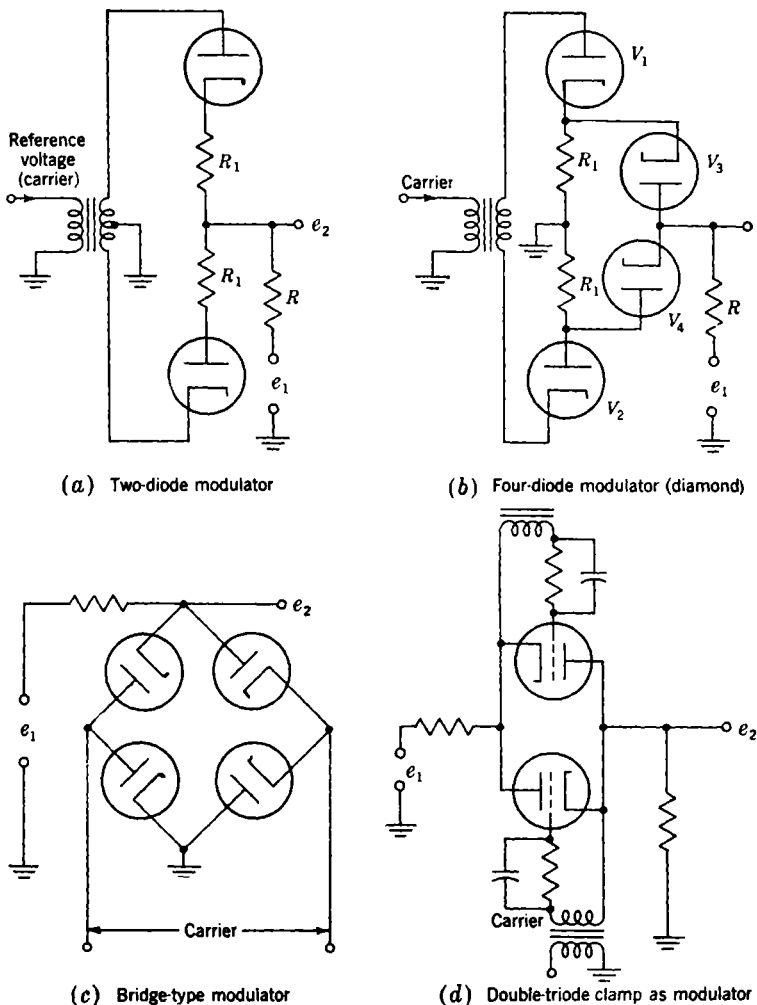 Reference
voltage
(carrier)
R₁
e₂
R₁
R
e₁
(a) Two-diode modulator
Carrier
V₁
R₁
V₃
R₁
V₄
R
e₁
V₂
(b) Four-diode modulator (diamond)
e₂
e₁
Carrier
(c) Bridge-type modulator
e₂
e₁
Carrier
(d) Double-triode clamp as modulator